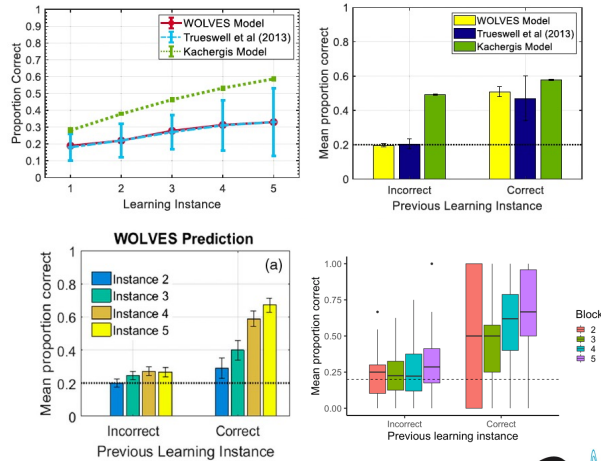 WOLVES Model
Trueswell et al (2013)
Kachergis Model
Proportion Correct
1
0.9
0.8
0.7
0.6
0.5
0.4
0.3
0.2
0.1
0
1 2 3 4 5
Learning Instance
WOLVES Model
Trueswell et al (2013)
Kachergis Model
Mean proportion correct
1
0.8
0.6
0.4
0.2
0
Incorrect Correct
Previous Learning Instance
WOLVES Prediction
(a)
Instance 2
Instance 3
Instance 4
Instance 5
Mean proportion correct
1
0.8
0.6
0.4
0.2
0
Incorrect Correct
Previous Learning Instance
Mean proportion correct
1.00
0.75
0.50
0.25
0.00
Incorrect Correct
Previous learning instance
Block
2
3
4
5